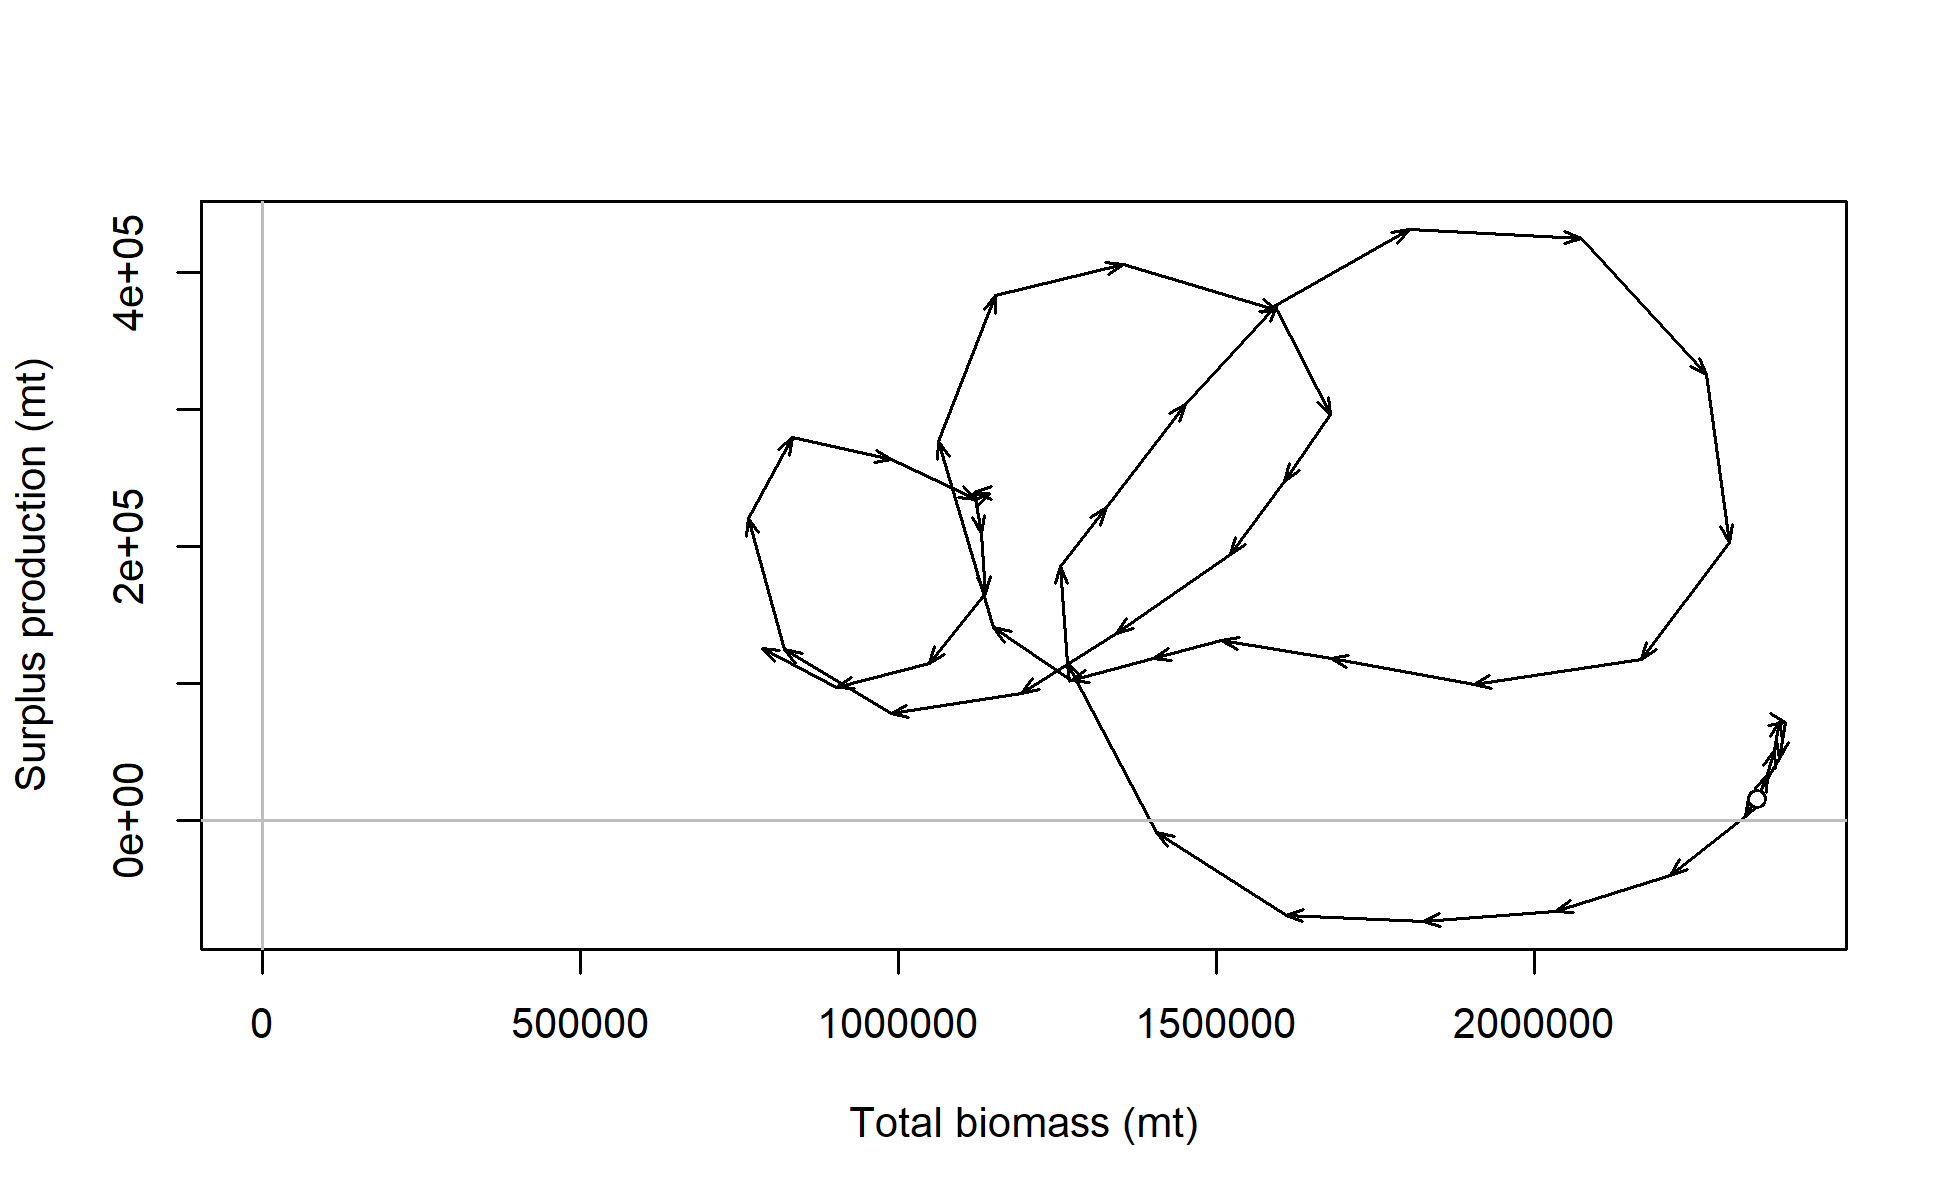 Surplus production (mt)
4e+05
2e+05
0e+00
0 500000 1000000 1500000 2000000
Total biomass (mt)